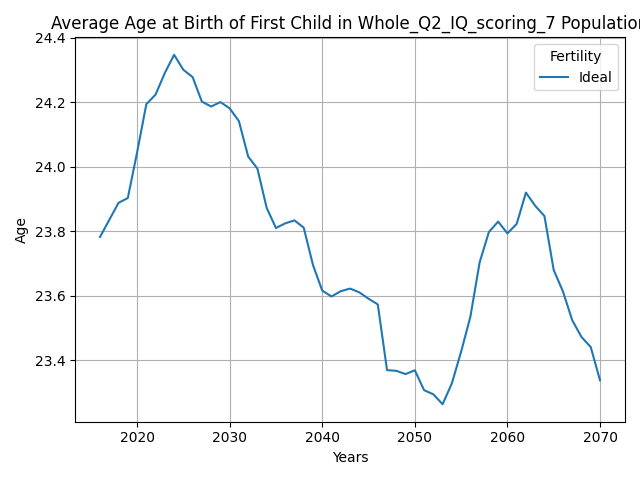 Average Age at Birth of First Child in Whole_Q2_IQ_scoring_7 Population
Fertility
Ideal
Age
24.4
24.2
24.0
23.8
23.6
23.4
2020 2030 2040 2050 2060 2070
Years